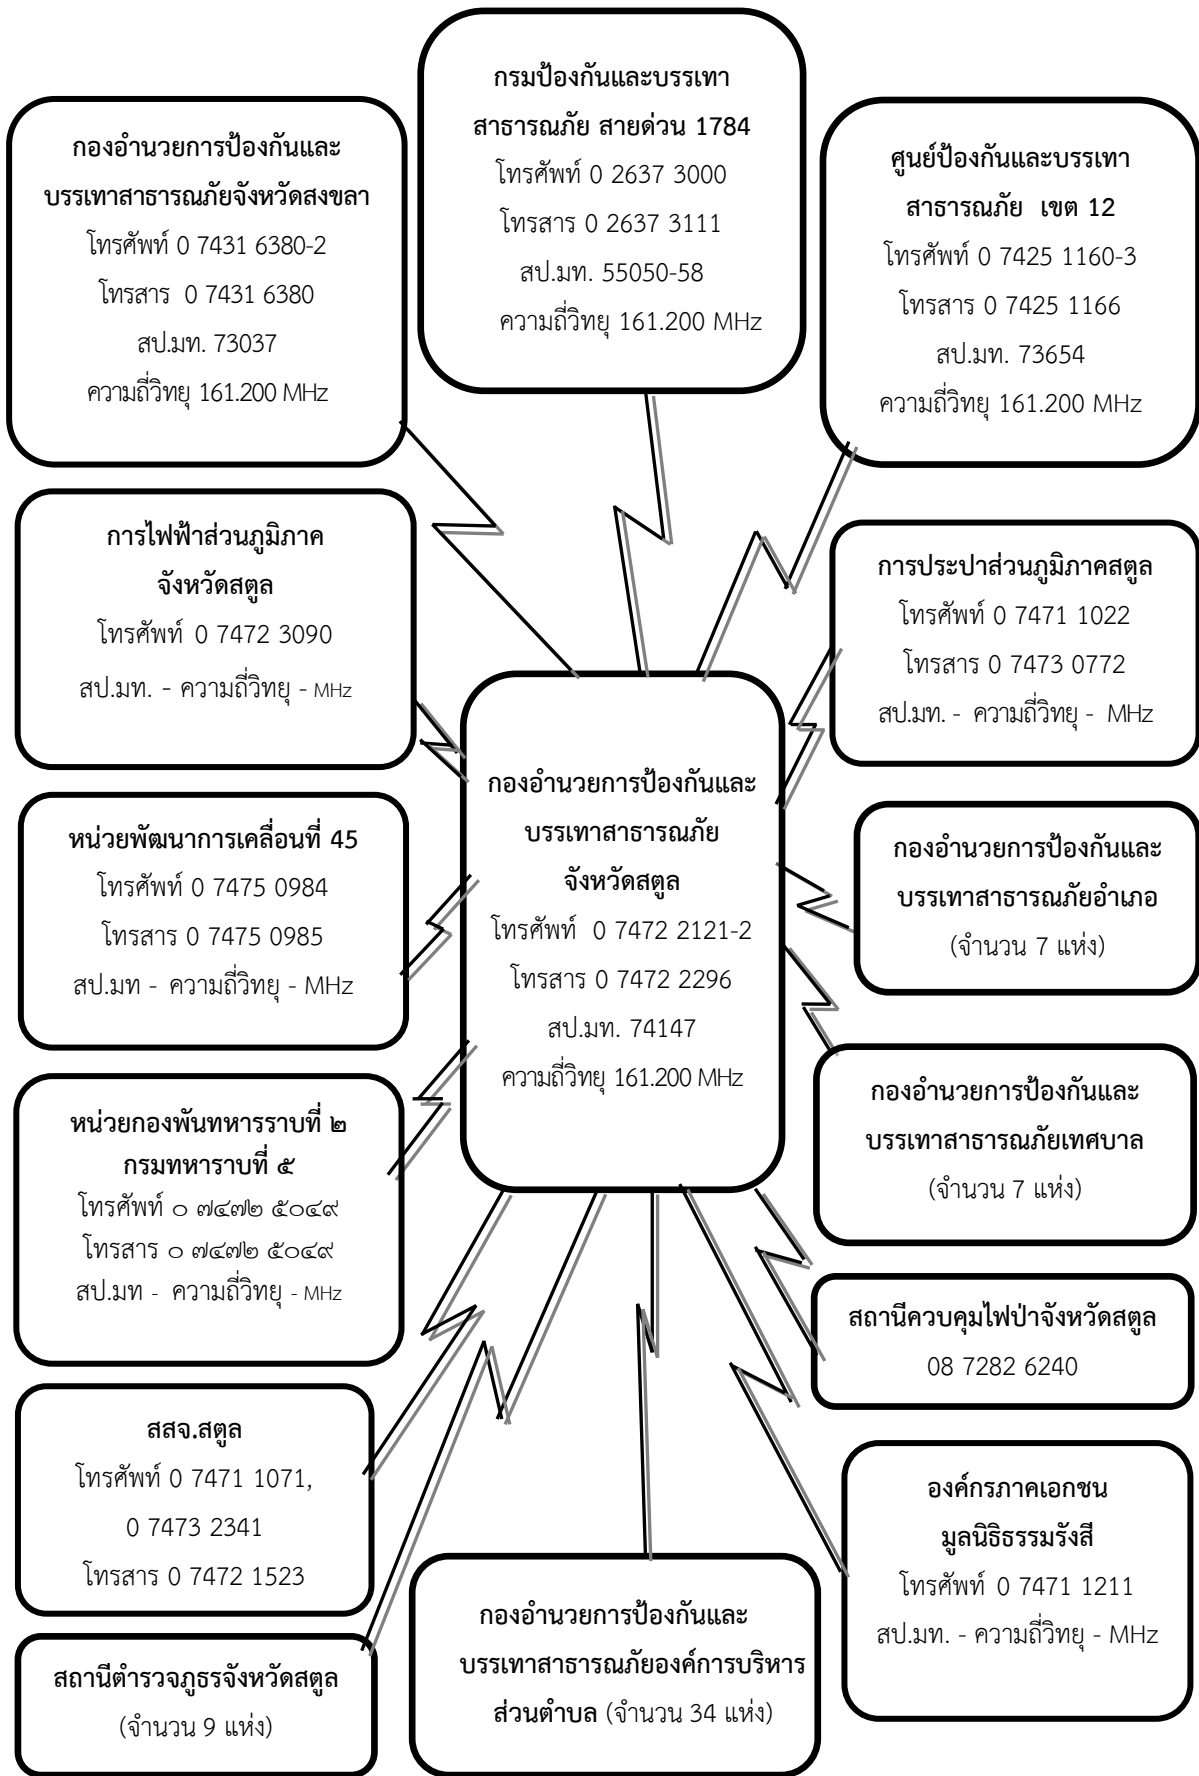 กรมป้องกันและบรรเทา
สาธารณภัย สายด่วน 1784
โทรศัพท์ 0 2637 3000
โทรสาร 0 2637 3111
สป.มท. 55050-58
ความถี่วิทยุ 161.200 MHz
กองอำนวยการป้องกันและ
บรรเทาสาธารณภัยจังหวัดสงขลา
โทรศัพท์ 0 7431 6380-2
โทรสาร 0 7431 6380
สป.มท. 73037
ความถี่วิทยุ 161.200 MHz
ศูนย์ป้องกันและบรรเทา
สาธารณภัย เขต 12
โทรศัพท์ 0 7425 1160-3
โทรสาร 0 7425 1166
สป.มท. 73654
ความถี่วิทยุ 161.200 MHz
การไฟฟ้าส่วนภูมิภาค
จังหวัดสตูล
โทรศัพท์ 0 7472 3090
สป.มท. - ความถี่วิทยุ - MHz
การประปาส่วนภูมิภาคสตูล
โทรศัพท์ 0 7471 1022
โทรสาร 0 7473 0772
สป.มท. - ความถี่วิทยุ - MHz
กองอำนวยการป้องกันและ
บรรเทาสาธารณภัย
จังหวัดสตูล
โทรศัพท์ 0 7472 2121-2
โทรสาร 0 7472 2296
สป.มท. 74147
ความถี่วิทยุ 161.200 MHz
หน่วยพัฒนาการเคลื่อนที่ 45
โทรศัพท์ 0 7475 0984
โทรสาร 0 7475 0985
สป.มท - ความถี่วิทยุ - MHz
กองอำนวยการป้องกันและ
บรรเทาสาธารณภัยอำเภอ
(จำนวน 7 แห่ง)
หน่วยกองพันทหารราบที่ ๒
กรมทหาราบที่ ๕
โทรศัพท์ ๐ ๗๔๗๒ ๕๐๔๙
โทรสาร ๐ ๗๔๗๒ ๕๐๔๙
สป.มท - ความถี่วิทยุ - MHz
กองอำนวยการป้องกันและ
บรรเทาสาธารณภัยเทศบาล
(จำนวน 7 แห่ง)
สถานีควบคุมไฟป่าจังหวัดสตูล
08 7282 6240
สสจ.สตูล
โทรศัพท์ 0 7471 1071,
0 7473 2341
โทรสาร 0 7472 1523
องค์กรภาคเอกชน
มูลนิธิธรรมรังสี
โทรศัพท์ 0 7471 1211
สป.มท. - ความถี่วิทยุ - MHz
กองอำนวยการป้องกันและ
บรรเทาสาธารณภัยองค์การบริหาร
ส่วนตำบล (จำนวน 34 แห่ง)
สถานีตำรวจภูธรจังหวัดสตูล
(จำนวน 9 แห่ง)